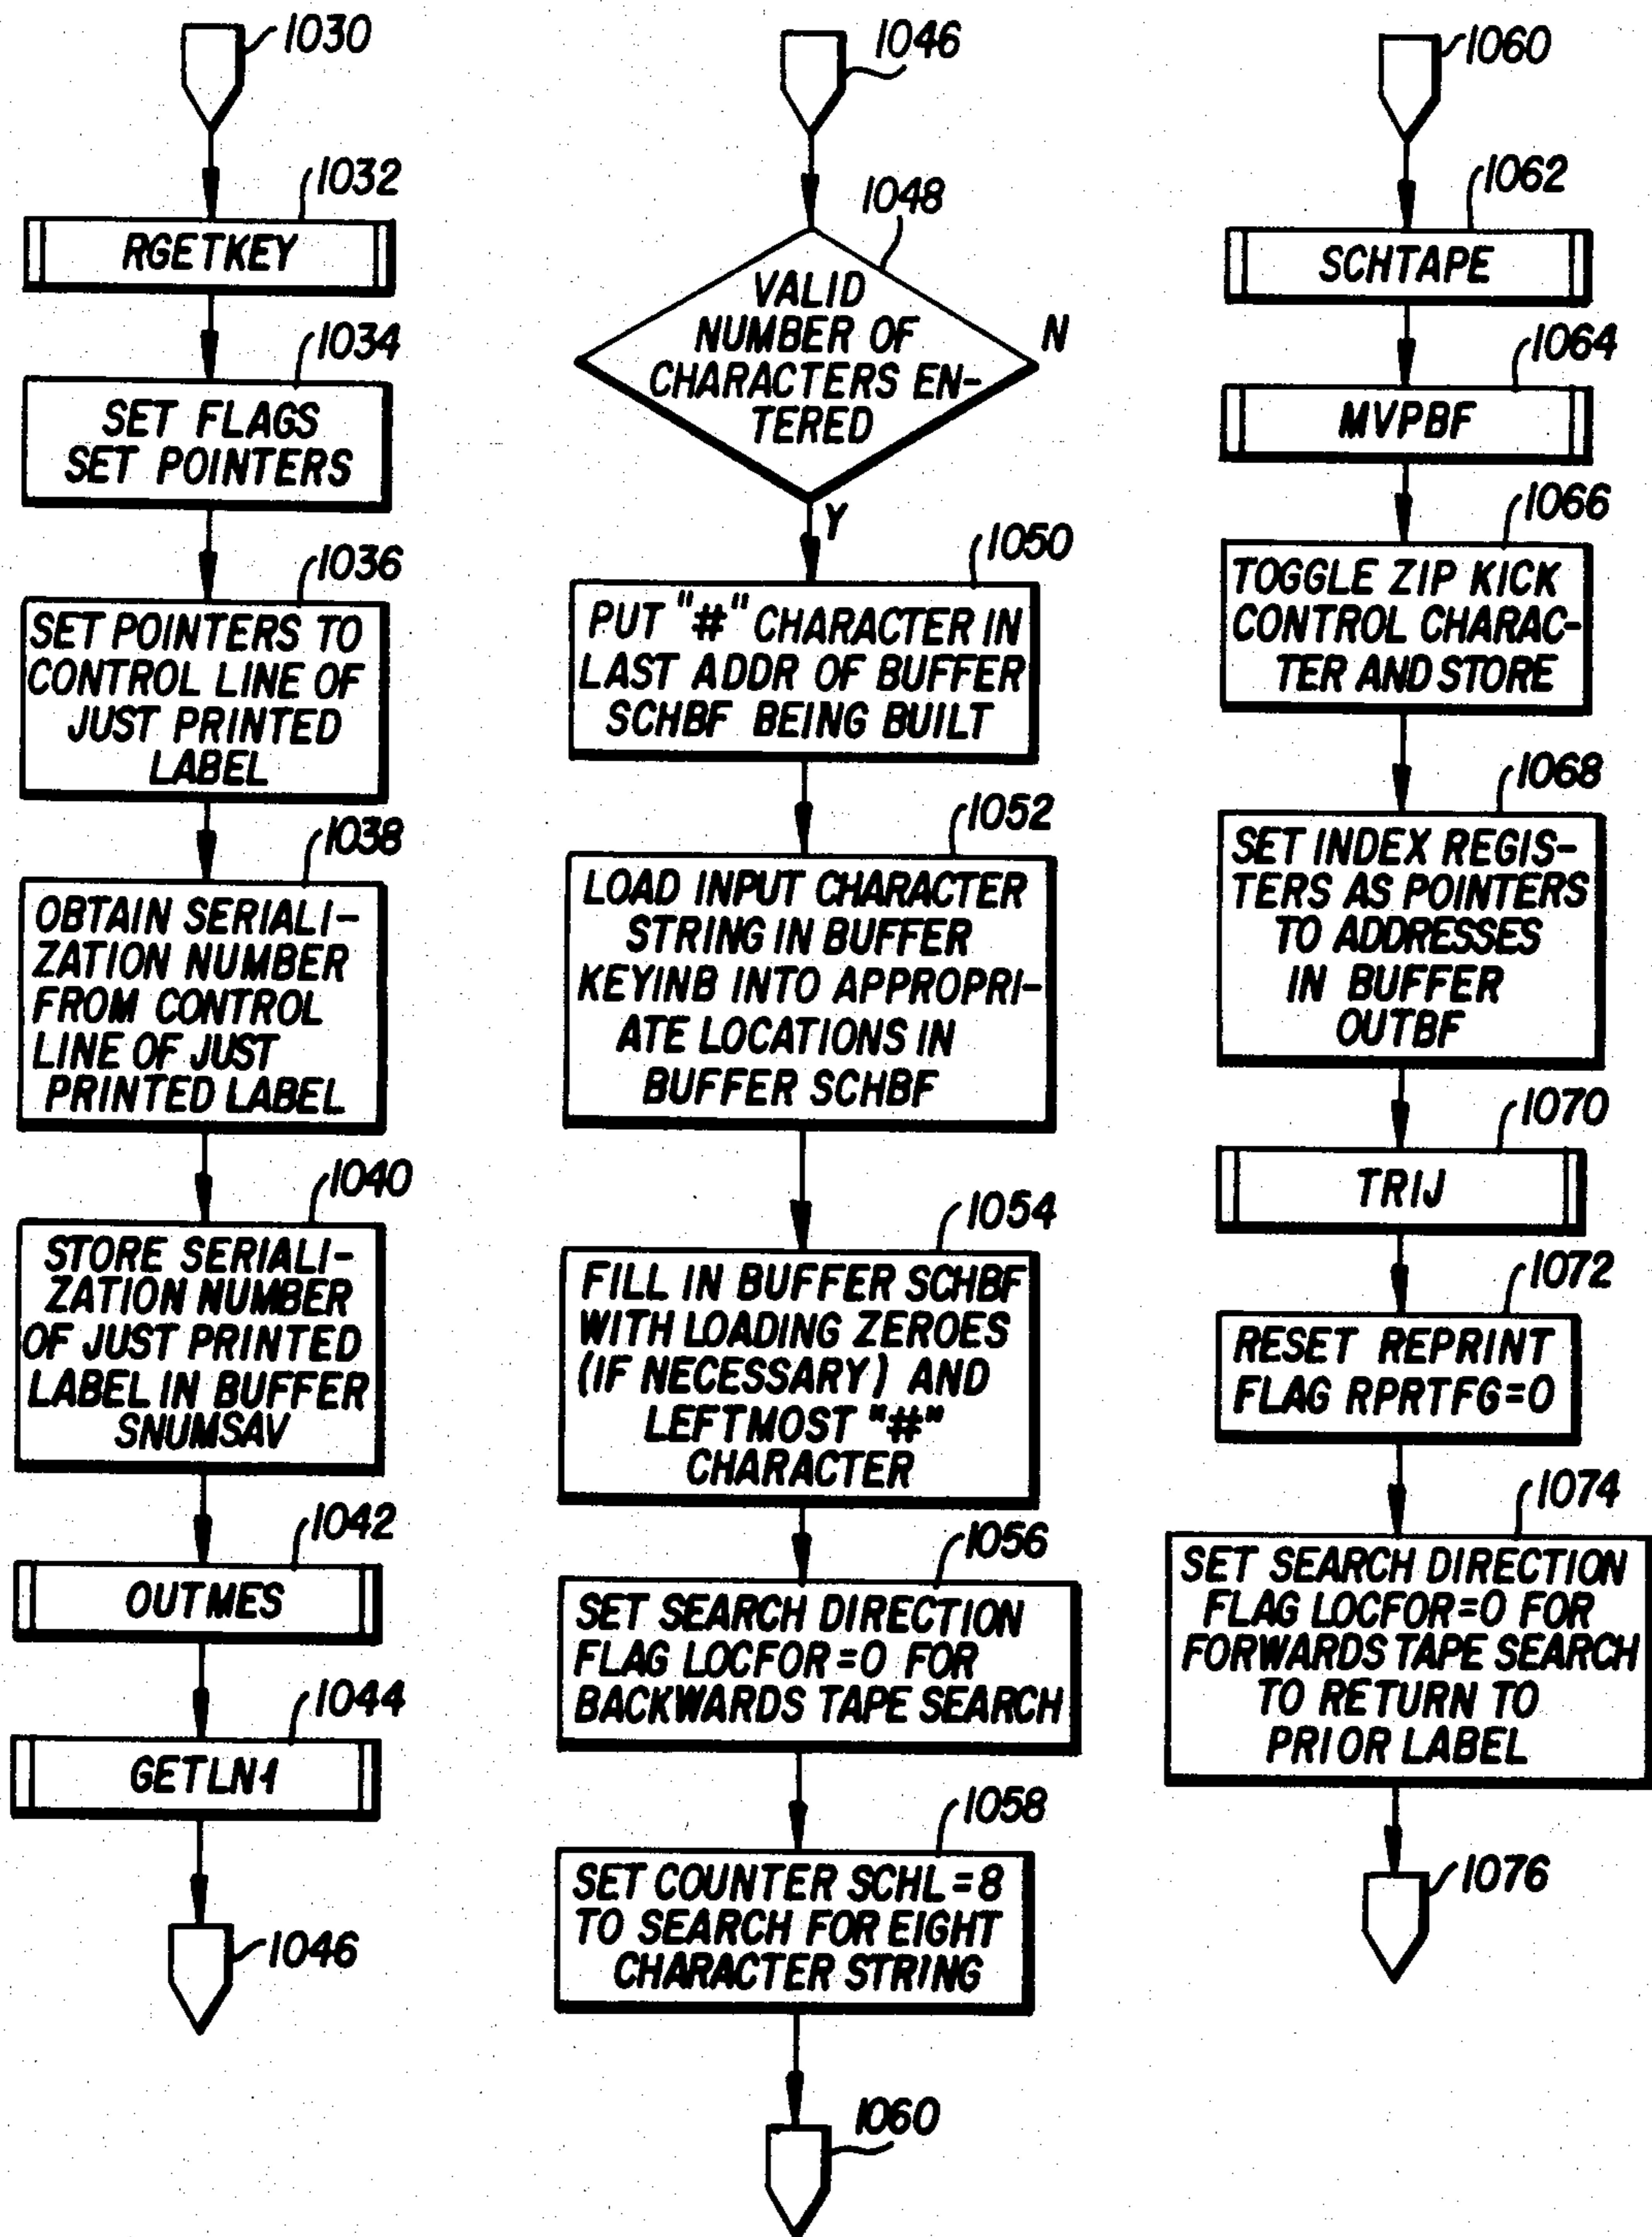 1030
1032
RGETKEY
1034
SET FLAGS
SET POINTERS
1036
SET POINTERS TO
CONTROL LINE OF
JUST PRINTED
LABEL
1038
OBTAIN SERIALI-
ZATION NUMBER
FROM CONTROL
LINE OF JUST
PRINTED LABEL
1040
STORE SERIALI-
ZATION NUMBER
OF JUST PRINTED
LABEL IN BUFFER
SNUMSAV
1042
OUTMES
1044
GETLN1
1046
1046
1048
VALID
NUMBER OF
CHARACTERS EN-
TERED
N
Y
1050
PUT "#" CHARACTER IN
LAST ADDR OF BUFFER
SCHBF BEING BUILT
1052
LOAD INPUT CHARACTER
STRING IN BUFFER
KEYINB INTO APPROPRI-
ATE LOCATIONS IN
BUFFER SCHBF
1054
FILL IN BUFFER SCHBF
WITH LOADING ZEROES
(IF NECESSARY) AND
LEFTMOST "#"
CHARACTER
1056
SET SEARCH DIRECTION
FLAG LOCFOR=0 FOR
BACKWARDS TAPE SEARCH
1058
SET COUNTER SCHL=8
TO SEARCH FOR EIGHT
CHARACTER STRING
1060
1060
1062
SCHTAPE
1064
MVPBF
1066
TOGGLE ZIP KICK
CONTROL CHARAC-
TER AND STORE
1068
SET INDEX REGIS-
TERS AS POINTERS
TO ADDRESSES
IN BUFFER
OUTBF
1070
TRIJ
1072
RESET REPRINT
FLAG RPRTFG=0
1074
SET SEARCH DIRECTION
FLAG LOCFOR=0 FOR
FORWARDS TAPE SEARCH
TO RETURN TO
PRIOR LABEL
1076